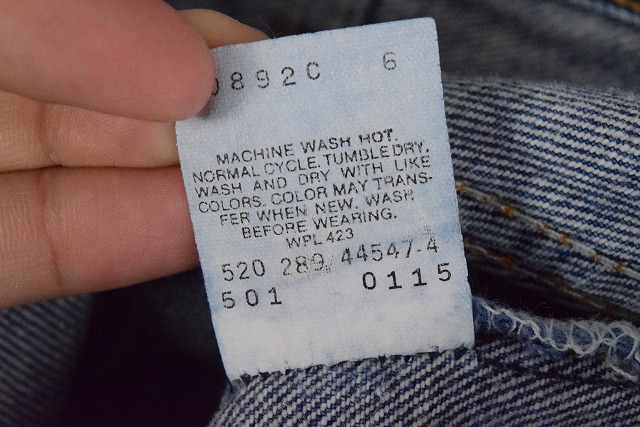 0892C 6
MACHINE WASH HOT.
NORMAL CYCLE. TUMBLE DRY.
WASH AND DRY WITH LIKE
COLORS. COLOR MAY TRANS-
FER WHEN NEW. WASH
BEFORE WEARING.
WPL 423
520 289 44547-4
501 0115